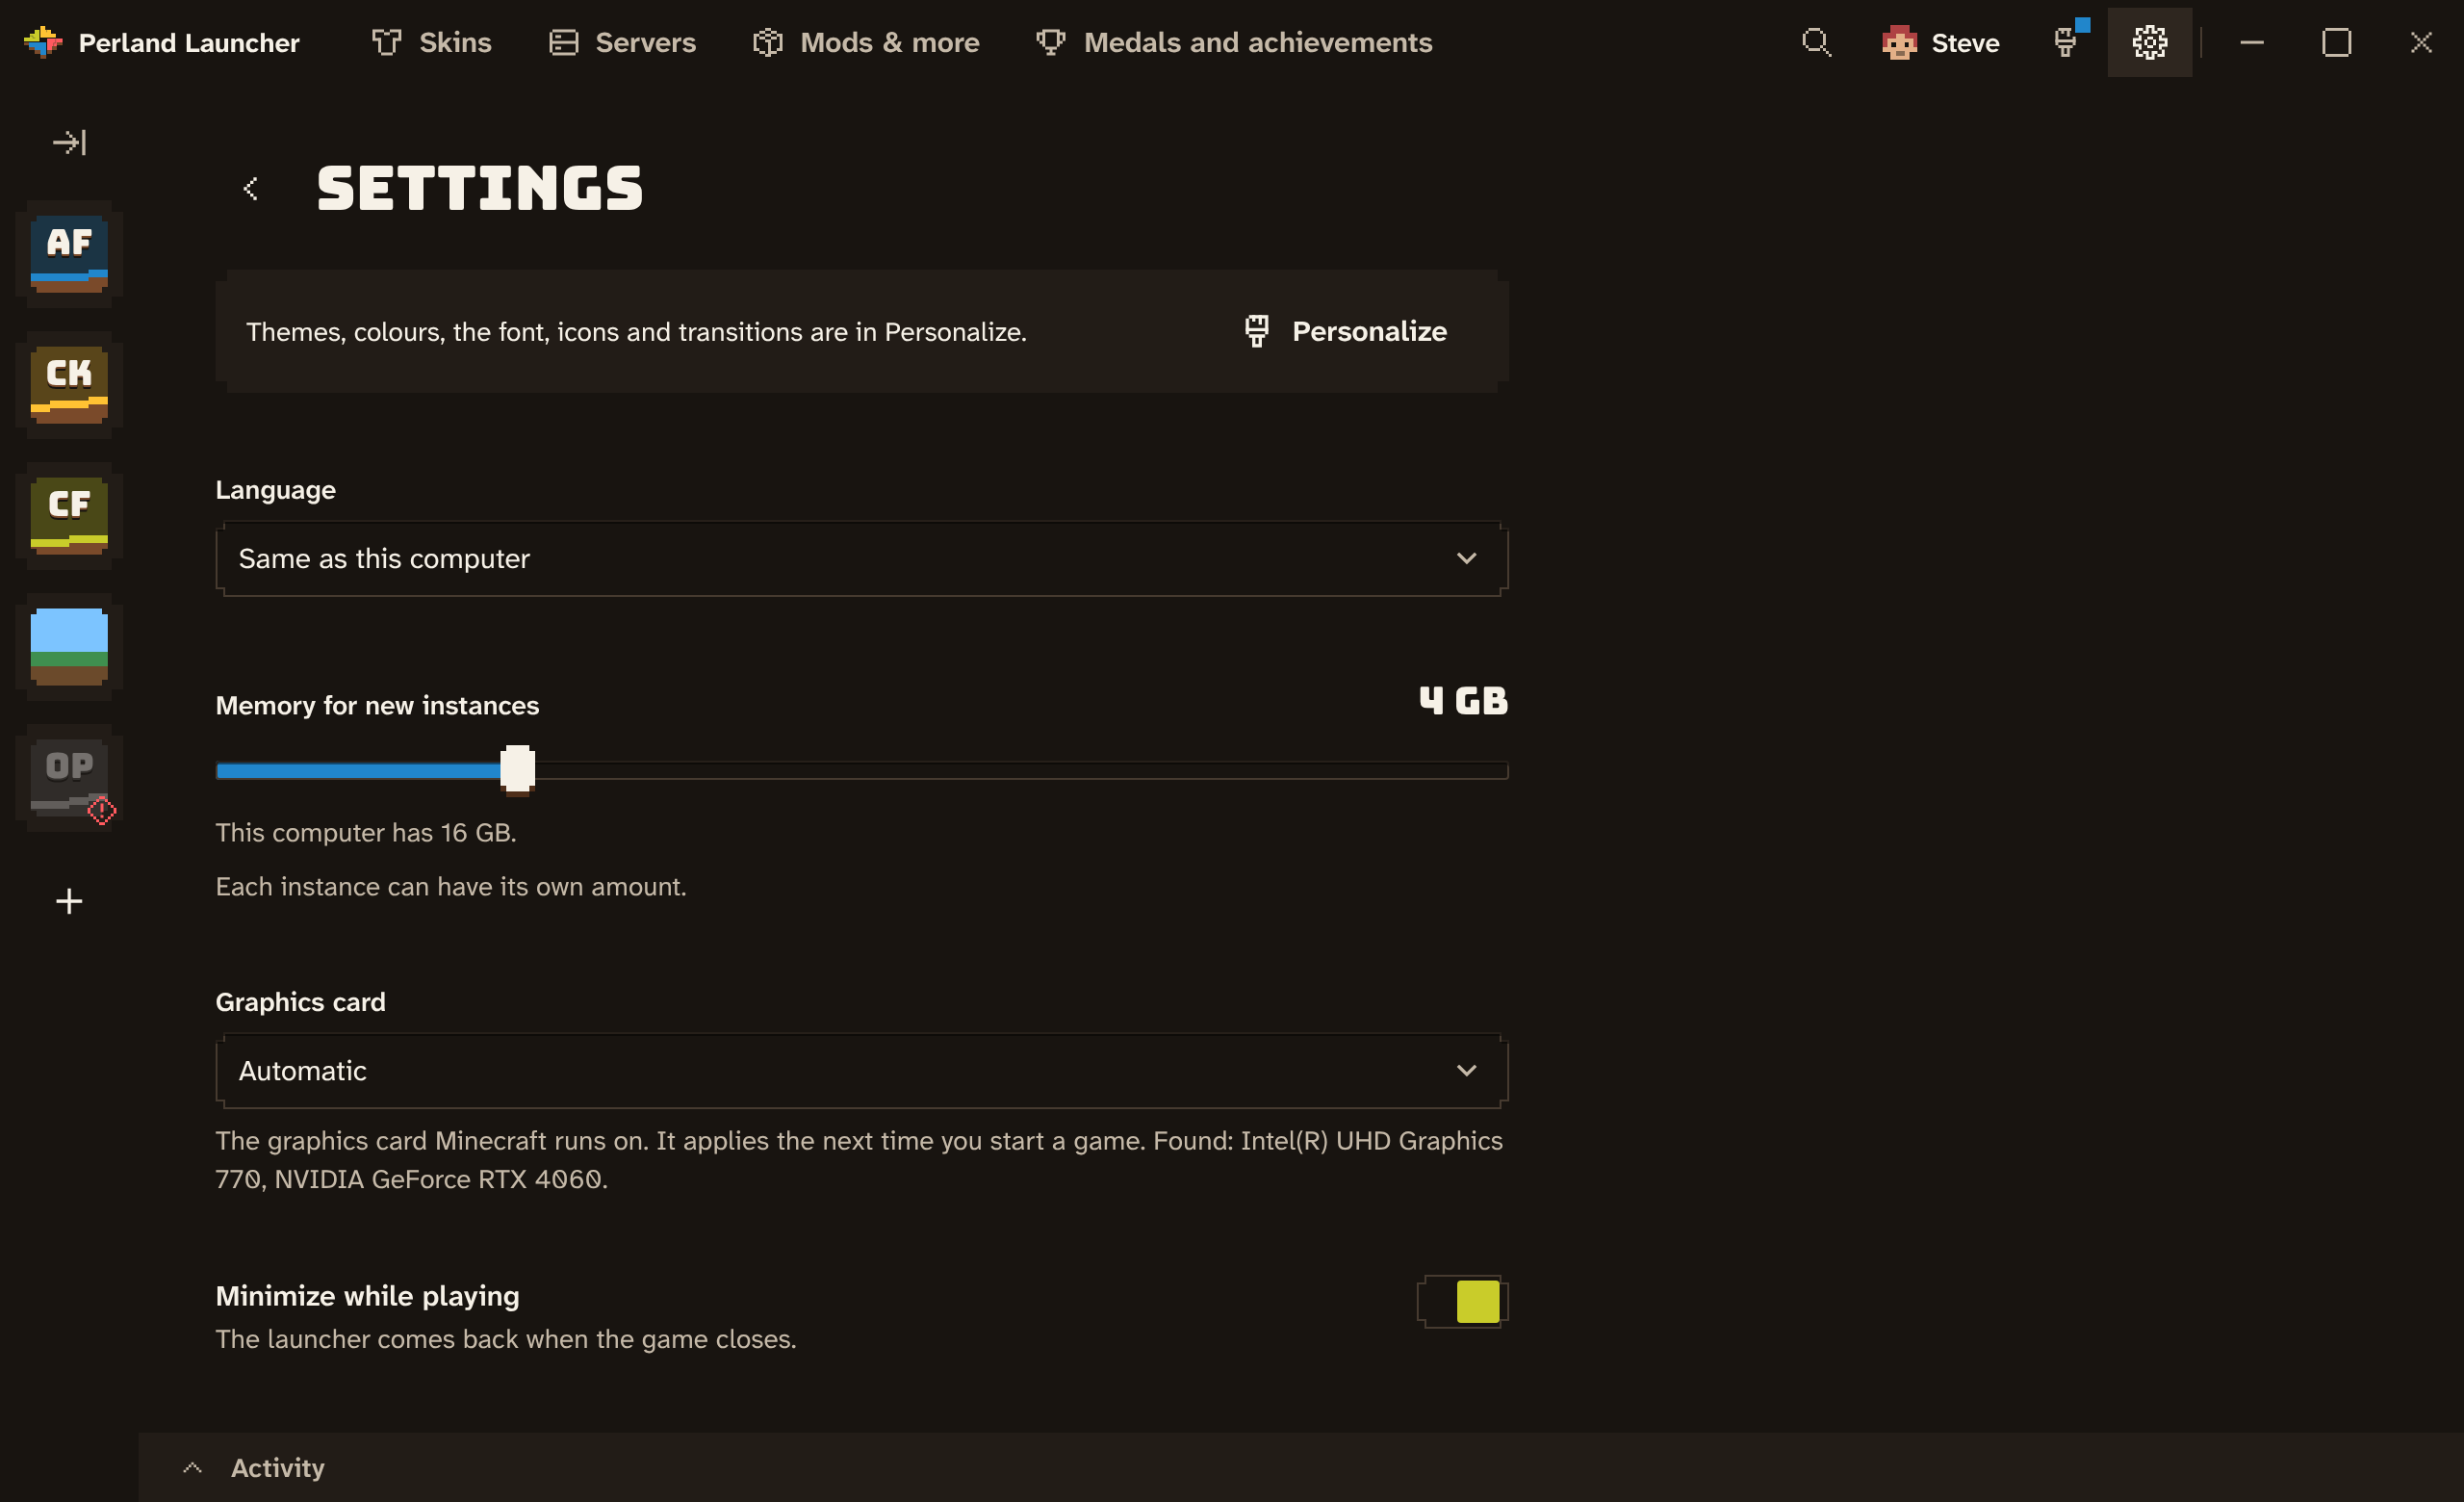 Perland Launcher
Skins
Servers
Mods & more
Medals and achievements
Steve
SETTINGS
AF
CK
CF
OP
Themes, colours, the font, icons and transitions are in Personalize.
Personalize
Language
Same as this computer
Memory for new instances
4 GB
This computer has 16 GB.
Each instance can have its own amount.
Graphics card
Automatic
The graphics card Minecraft runs on. It applies the next time you start a game. Found: Intel(R) UHD Graphics
770, NVIDIA GeForce RTX 4060.
Minimize while playing
The launcher comes back when the game closes.
Activity